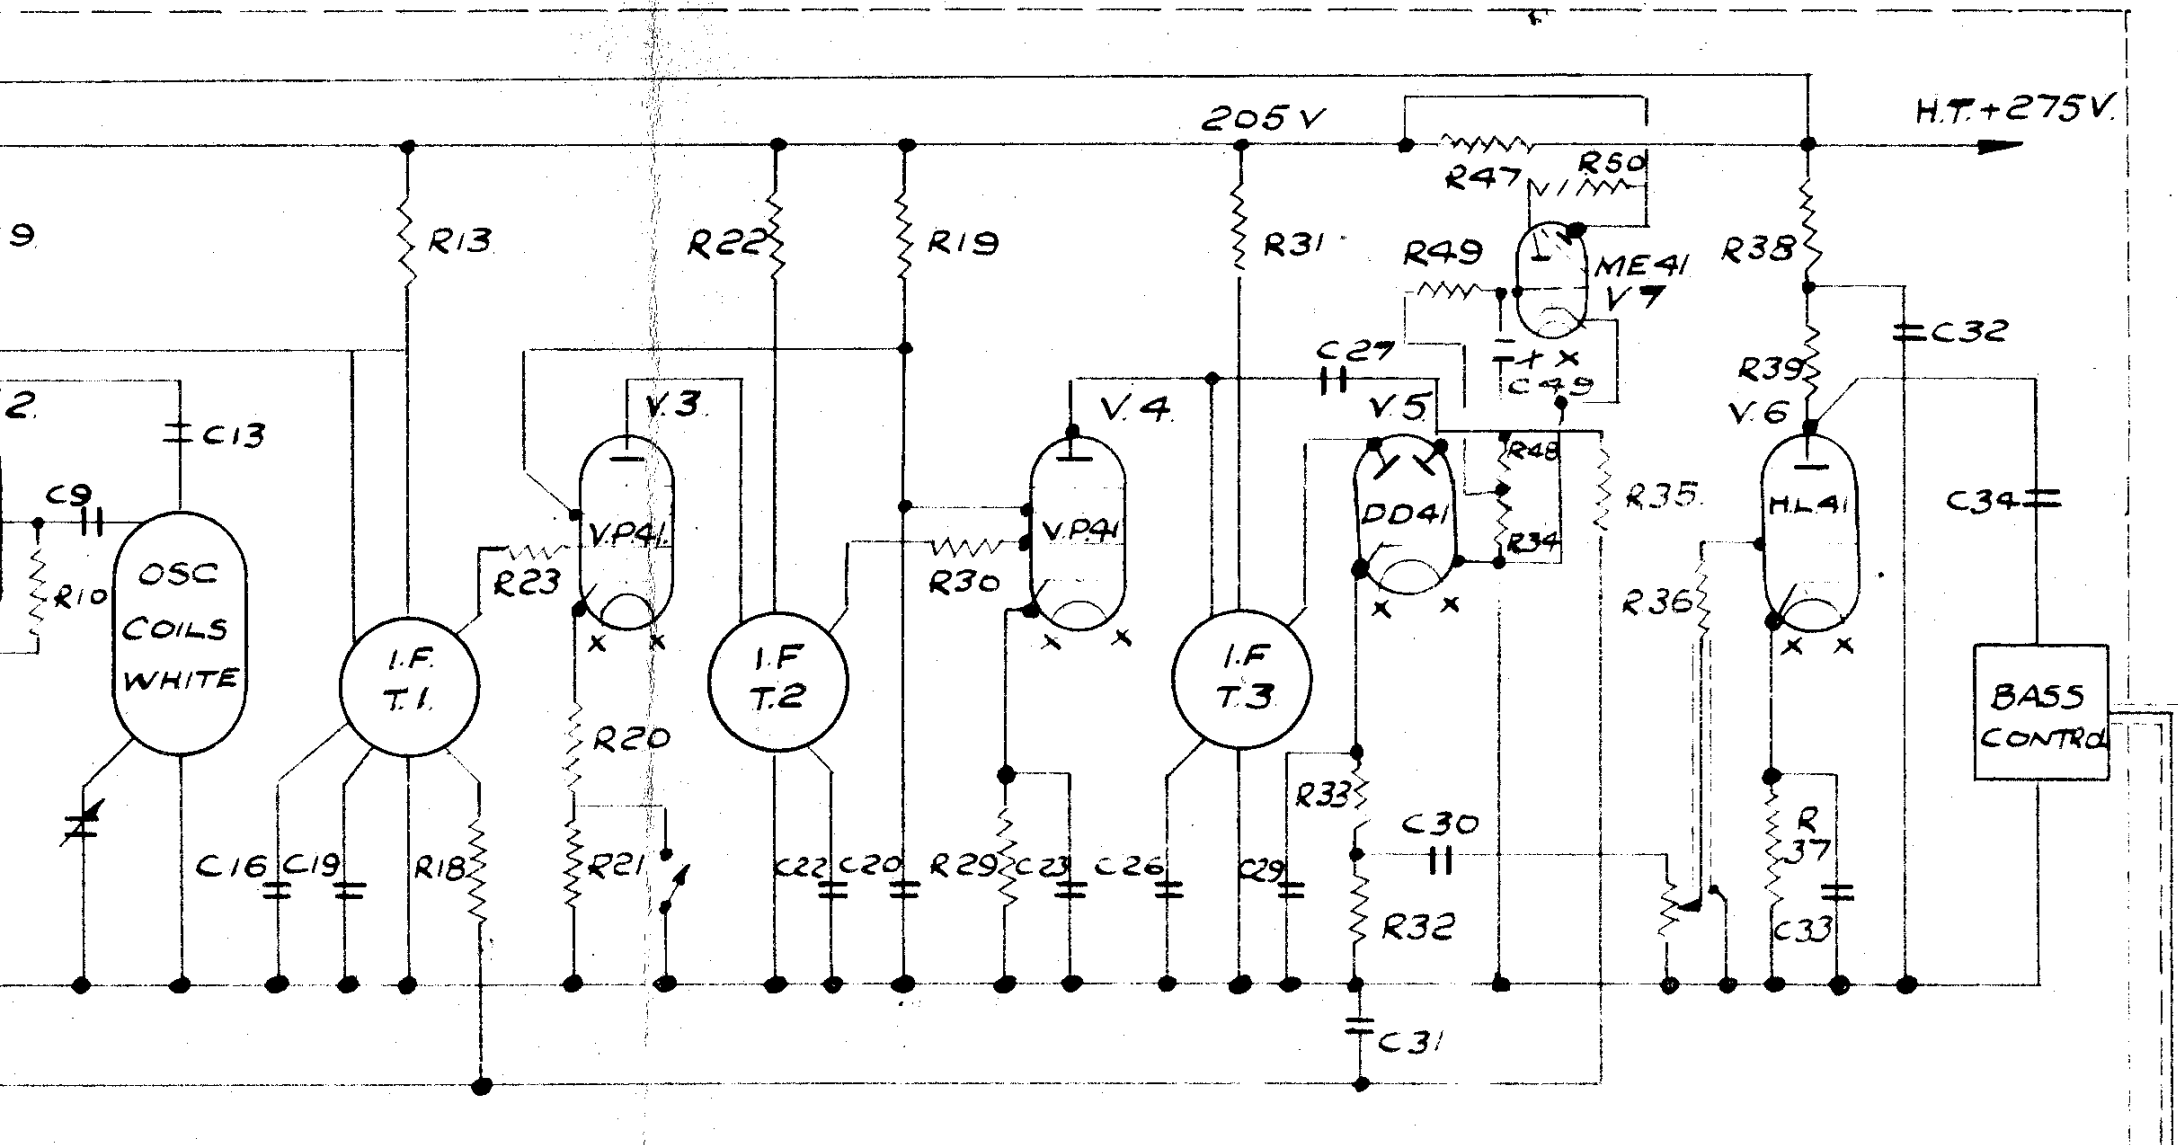 205V
H.T.+275V.
R47
R50
9
R13
R22
R19
R31
R49
ME41
V7
R38
C32
C27
x x
C49
R39
2.
C13
V.3
V.4
V.5
V.6
R48
C9
V.P.41.
V.P.41
DD41
R35.
H.L.41
C34
R34
R10
OSC
COILS
WHITE
R23
R30
R36
x x
x x
x x
x x
I.F.
T.1.
I.F
T.2
I.F
T.3
BASS
CONTROL
R20
R33
C30
R
37
C16
C19
R18
R21
C22
C20
R29
C23
C26
C29
R32
C33
C31